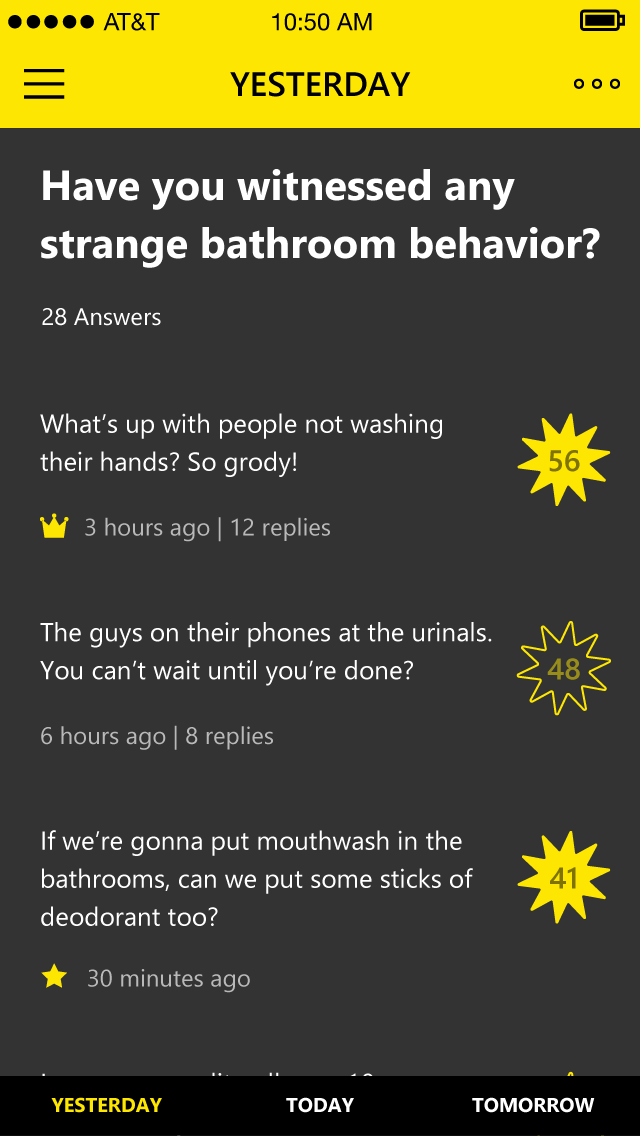 AT&T 10:50 AM
YESTERDAY
Have you witnessed any
strange bathroom behavior?
28 Answers
What’s up with people not washing
their hands? So grody!
56
3 hours ago | 12 replies
The guys on their phones at the urinals.
You can’t wait until you’re done?
48
6 hours ago | 8 replies
If we’re gonna put mouthwash in the
bathrooms, can we put some sticks of
deodorant too?
41
30 minutes ago
YESTERDAY TODAY TOMORROW